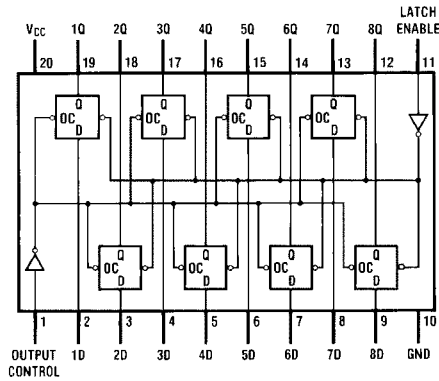 LATCH
VCC 1Q 2Q 3Q 4Q 5Q 6Q 7Q 8Q ENABLE
20 19 18 17 16 15 14 13 12 11
Q Q Q Q
OC OC OC OC
D D D D
Q Q Q Q
OC OC OC OC
D D D D
1 2 3 4 5 6 7 8 9 10
OUTPUT 1D 2D 3D 4D 5D 6D 7D 8D GND
CONTROL